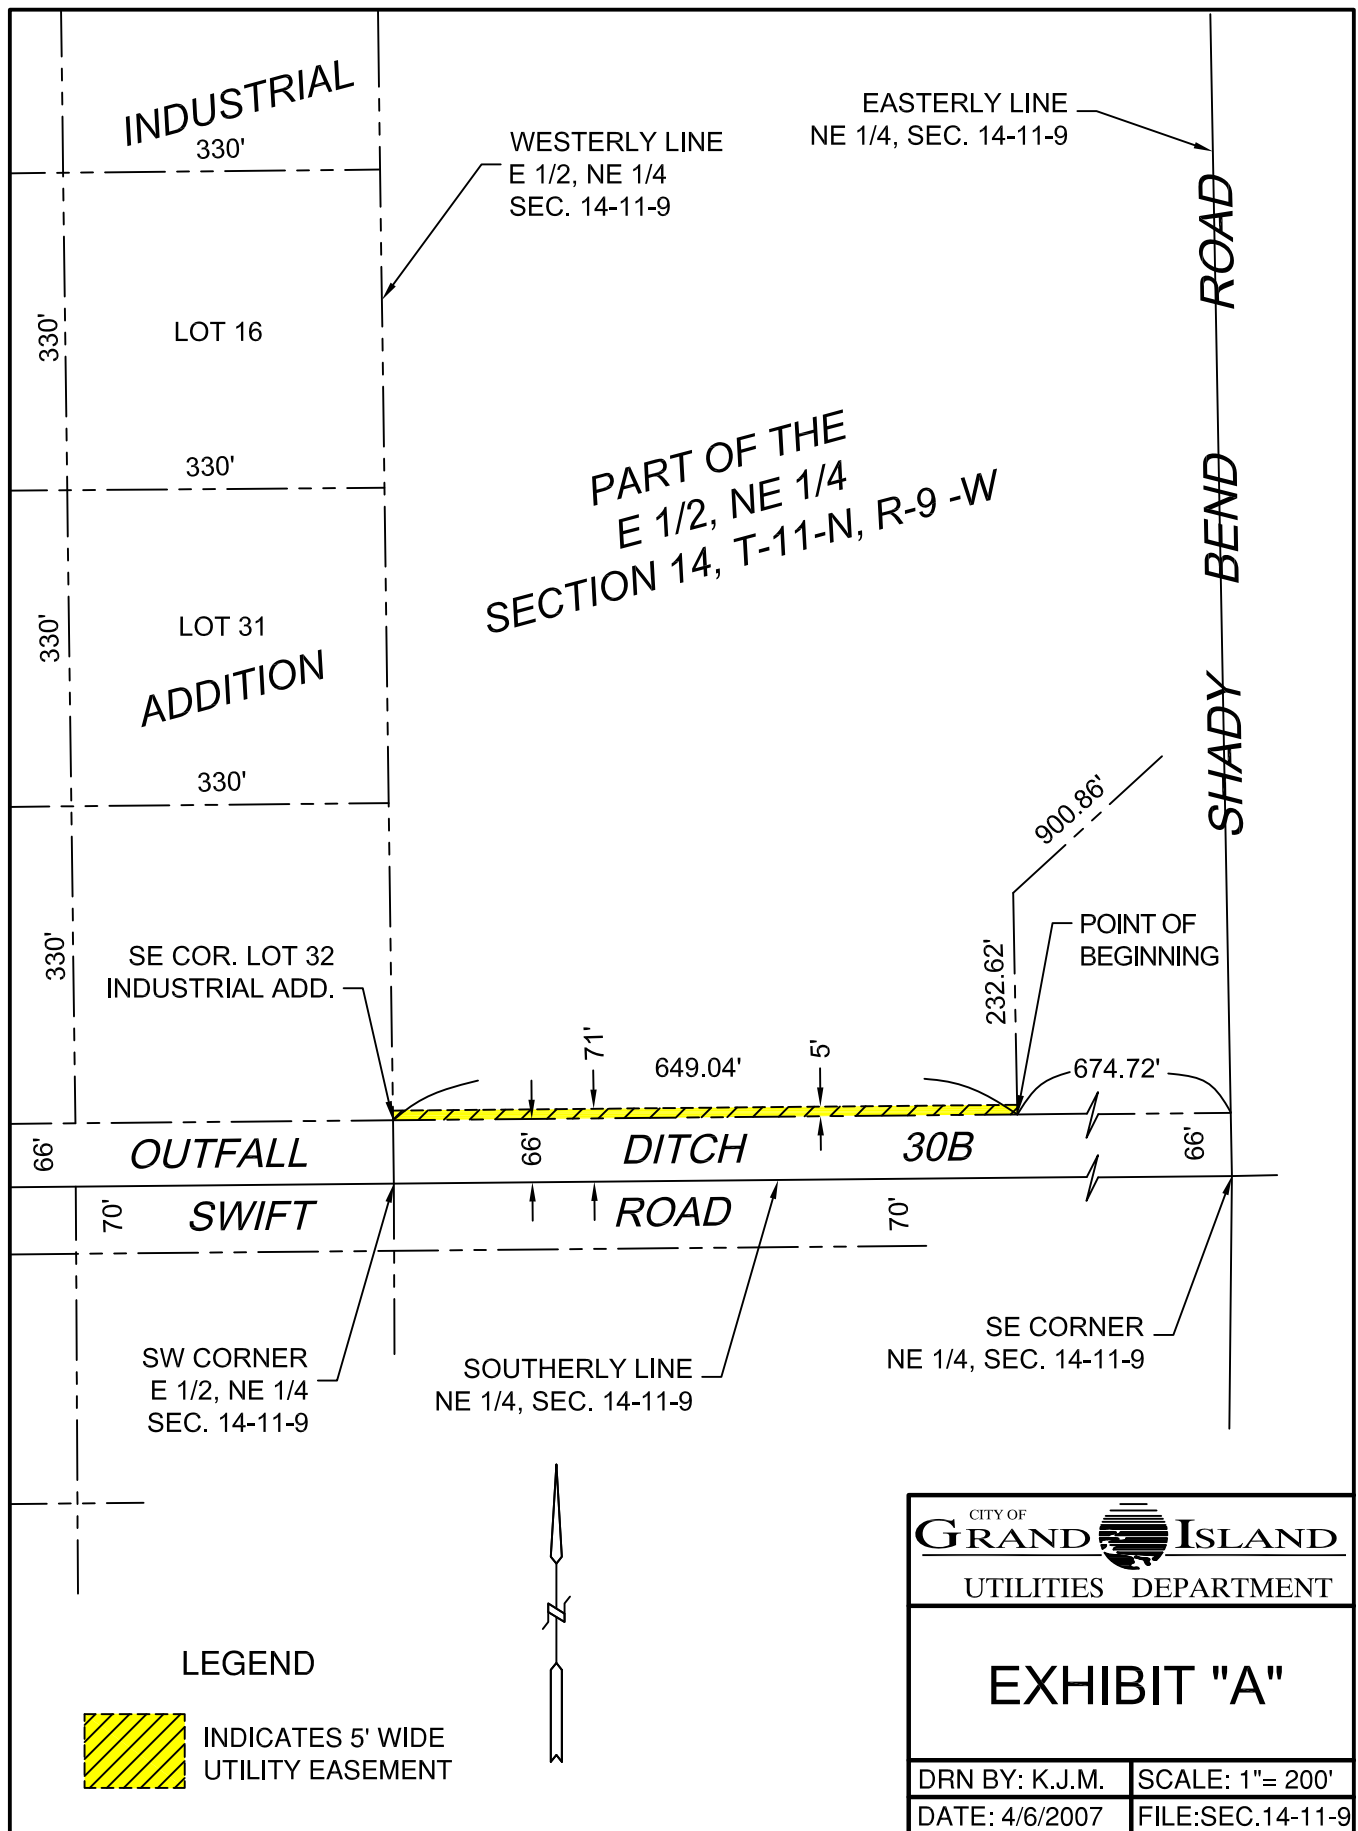 INDUSTRIAL
330'
EASTERLY LINE
NE 1/4, SEC. 14-11-9
WESTERLY LINE
E 1/2, NE 1/4
SEC. 14-11-9
330'
LOT 16
330'
PART OF THE
E 1/2, NE 1/4
SECTION 14, T-11-N, R-9 -W
SHADY BEND ROAD
330'
LOT 31
ADDITION
330'
900.86'
330'
SE COR. LOT 32
INDUSTRIAL ADD.
232.62'
POINT OF
BEGINNING
71'
649.04'
5'
674.72'
66'
OUTFALL
66'
DITCH
30B
66'
70'
SWIFT
ROAD
70'
SW CORNER
E 1/2, NE 1/4
SEC. 14-11-9
SOUTHERLY LINE
NE 1/4, SEC. 14-11-9
SE CORNER
NE 1/4, SEC. 14-11-9
LEGEND
INDICATES 5' WIDE
UTILITY EASEMENT
CITY OF
GRAND ISLAND
UTILITIES DEPARTMENT
EXHIBIT "A"
DRN BY: K.J.M.
SCALE: 1"= 200'
DATE: 4/6/2007
FILE:SEC.14-11-9